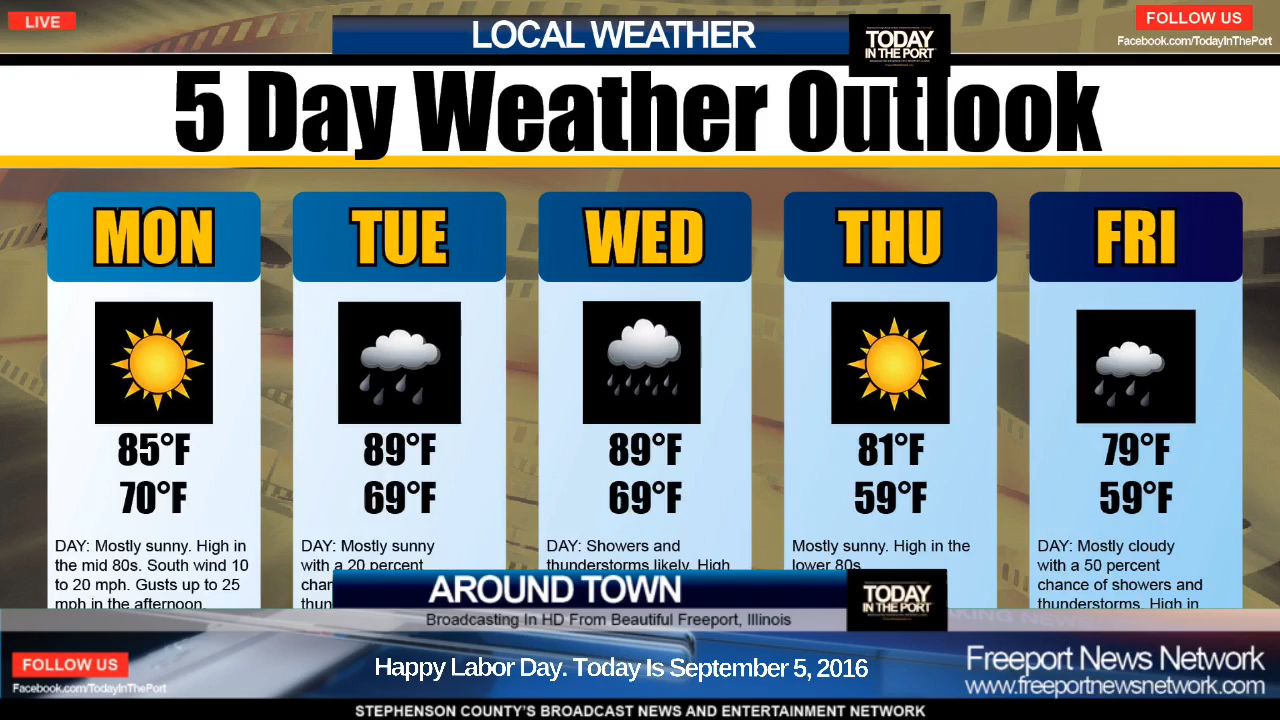 LIVE
LOCAL WEATHER
TODAY
IN THE PORT
FOLLOW US
Facebook.com/TodayInThePort
5 Day Weather Outlook
MON
TUE
WED
THU
FRI
85°F
89°F
89°F
81°F
79°F
70°F
69°F
69°F
59°F
59°F
DAY: Mostly sunny. High in
the mid 80s. South wind 10
to 20 mph. Gusts up to 25
mph in the afternoon.
DAY: Mostly sunny
with a 20 percent
DAY: Showers and
thunderstorms likely. High
Mostly sunny. High in the
lower 80s.
DAY: Mostly cloudy
with a 50 percent
chance of showers and
thunderstorms. High in
AROUND TOWN
TODAY
IN THE PORT
Broadcasting In HD From Beautiful Freeport, Illinois
FOLLOW US
Facebook.com/TodayInThePort
Happy Labor Day. Today Is September 5, 2016
Freeport News Network
www.freeportnewsnetwork.com
STEPHENSON COUNTY'S BROADCAST NEWS AND ENTERTAINMENT NETWORK